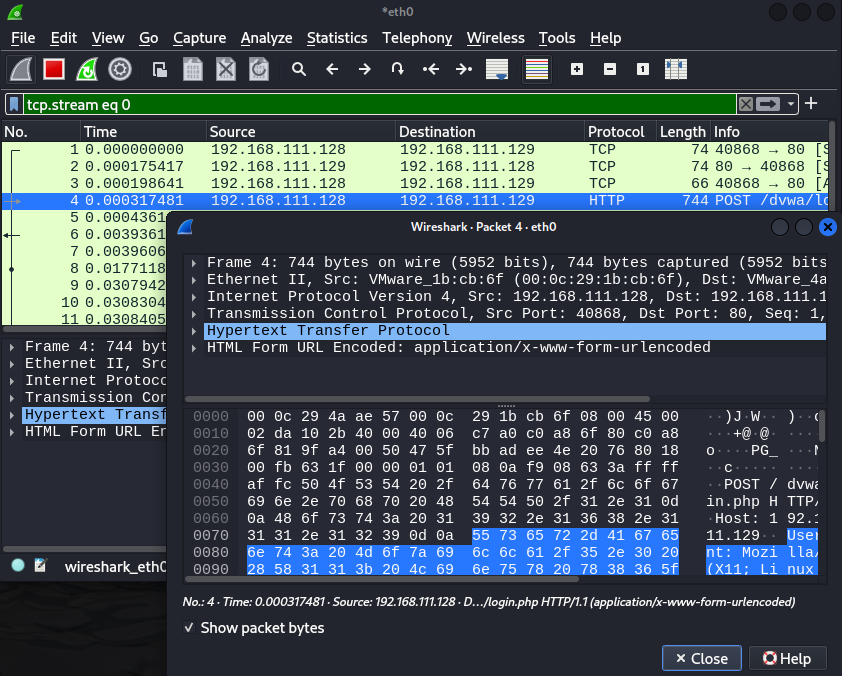 *eth0
File Edit View Go Capture Analyze Statistics Telephony Wireless Tools Help
tcp.stream eq 0
No. Time Source Destination Protocol Length Info
1 0.000000000 192.168.111.128 192.168.111.129 TCP 74 40868 → 80 [S
2 0.000175417 192.168.111.129 192.168.111.128 TCP 74 80 → 40868 [S
3 0.000198641 192.168.111.128 192.168.111.129 TCP 66 40868 → 80 [A
4 0.000317481 192.168.111.128 192.168.111.129 HTTP 744 POST /dvwa/lo
5 0.0004361
6 0.0039361
7 0.0039606
8 0.0177118
9 0.0307942
10 0.0308304
11 0.0308405
Frame 4: 744 byt
Ethernet II, Src
Internet Protoco
Transmission Con
Hypertext Transf
HTML Form URL En
wireshark_eth0
Wireshark · Packet 4 · eth0
Frame 4: 744 bytes on wire (5952 bits), 744 bytes captured (5952 bits
Ethernet II, Src: VMware_1b:cb:6f (00:0c:29:1b:cb:6f), Dst: VMware_4a
Internet Protocol Version 4, Src: 192.168.111.128, Dst: 192.168.111.1
Transmission Control Protocol, Src Port: 40868, Dst Port: 80, Seq: 1,
Hypertext Transfer Protocol
HTML Form URL Encoded: application/x-www-form-urlencoded
0000 00 0c 29 4a ae 57 00 0c 29 1b cb 6f 08 00 45 00 ··)J·W·· )··o
0010 02 da 10 2b 40 00 40 06 c7 a0 c0 a8 6f 80 c0 a8 ···+@·@· ····
0020 6f 81 9f a4 00 50 47 5f bb ad ee 4e 20 76 80 18 o····PG_ ···N
0030 00 fb 63 1f 00 00 01 01 08 0a f9 08 63 3a ff ff ··c····· ····
0040 af fc 50 4f 53 54 20 2f 64 76 77 61 2f 6c 6f 67 ··POST / dvwa
0050 69 6e 2e 70 68 70 20 48 54 54 50 2f 31 2e 31 0d in.php H TTP/
0060 0a 48 6f 73 74 3a 20 31 39 32 2e 31 36 38 2e 31 ·Host: 1 92.1
0070 31 31 2e 31 32 39 0d 0a 55 73 65 72 2d 41 67 65 11.129·· User
0080 6e 74 3a 20 4d 6f 7a 69 6c 6c 61 2f 35 2e 30 20 nt: Mozi lla/
0090 28 58 31 31 3b 20 4c 69 6e 75 78 20 78 38 36 5f (X11; Li nux
No.: 4 · Time: 0.000317481 · Source: 192.168.111.128 · D.../login.php HTTP/1.1 (application/x-www-form-urlencoded)
Show packet bytes
Close Help